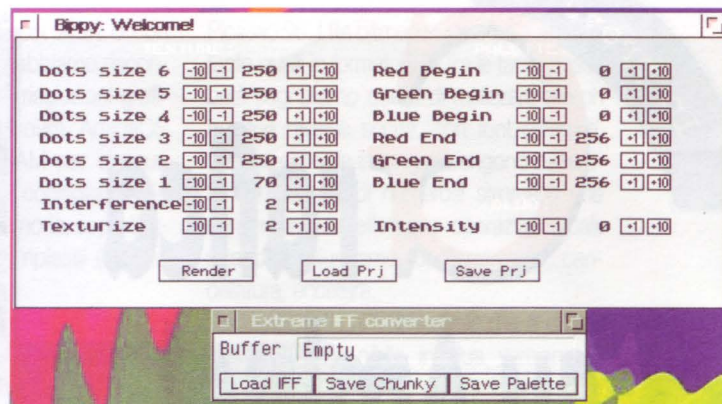 Bippy: Welcome!
Dots size 6 -10 -1 250 +1 +10 Red Begin -10 -1 0 +1 +10
Dots size 5 -10 -1 250 +1 +10 Green Begin -10 -1 0 +1 +10
Dots size 4 -10 -1 250 +1 +10 Blue Begin -10 -1 0 +1 +10
Dots size 3 -10 -1 250 +1 +10 Red End -10 -1 256 +1 +10
Dots size 2 -10 -1 250 +1 +10 Green End -10 -1 256 +1 +10
Dots size 1 -10 -1 70 +1 +10 Blue End -10 -1 256 +1 +10
Interference -10 -1 2 +1 +10
Texturize -10 -1 2 +1 +10 Intensity -10 -1 0 +1 +10
Render Load Prj Save Prj
Extreme IFF converter
Buffer Empty
Load IFF Save Chunky Save Palette